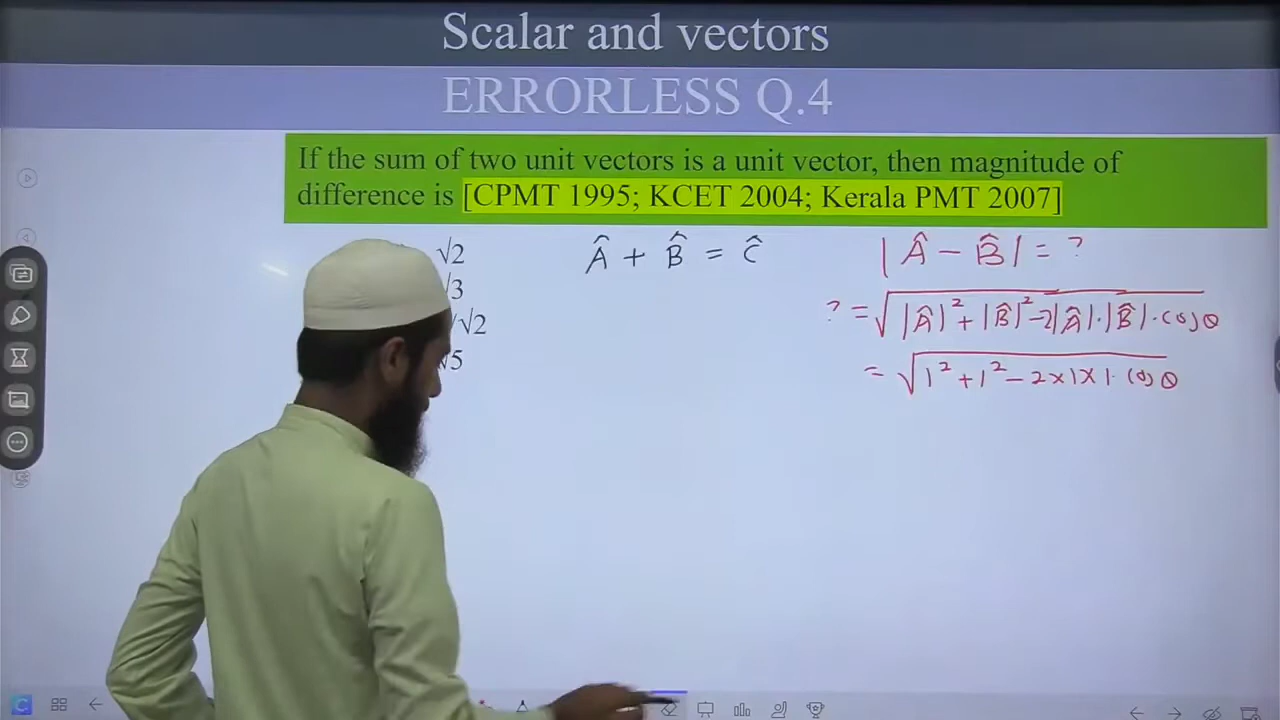 Scalar and vectors
ERRORLESS Q.4
If the sum of two unit vectors is a unit vector, then magnitude of
difference is [CPMT 1995; KCET 2004; Kerala PMT 2007]
√2
√3
/√2
√5
Â + B̂ = Ĉ
|Â − B̂| = ?
? = √|Â|² + |B̂|² − 2|Â|·|B̂|·cosθ
= √1² + 1² − 2×1×1·cosθ